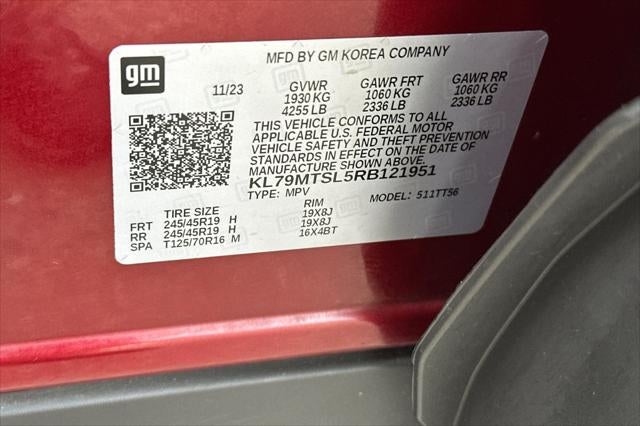 gm
MFD BY GM KOREA COMPANY
11/23 GVWR GAWR FRT GAWR RR
1930 KG 1060 KG 1060 KG
4255 LB 2336 LB 2336 LB
THIS VEHICLE CONFORMS TO ALL
APPLICABLE U.S. FEDERAL MOTOR
VEHICLE SAFETY AND THEFT PREVENTION
STANDARDS IN EFFECT ON THE DATE OF
MANUFACTURE SHOWN ABOVE.
KL79MTSL5RB121951
TYPE: MPV MODEL: 511TT56
TIRE SIZE RIM
FRT 245/45R19 H 19X8J
RR 245/45R19 H 19X8J
SPA T125/70R16 M 16X4BT